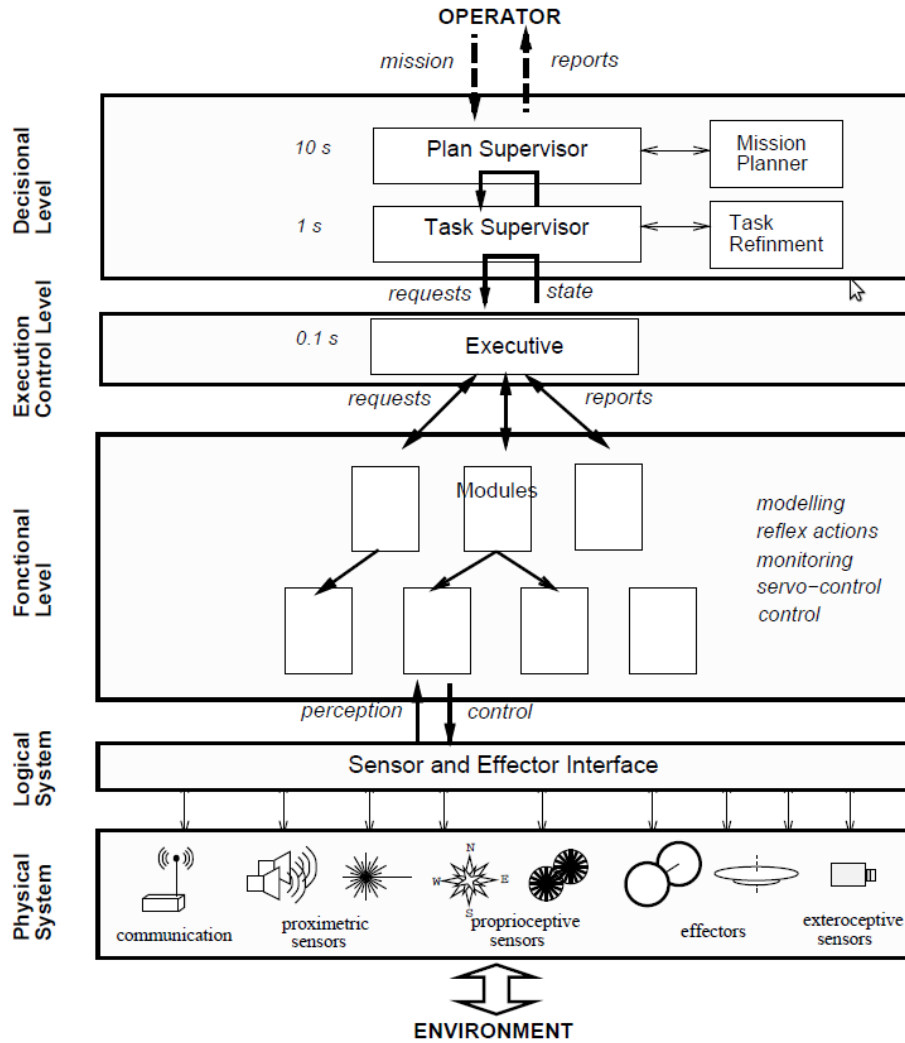 OPERATOR
mission
reports
Decisional
Level
10 s
Plan Supervisor
Mission
Planner
1 s
Task Supervisor
Task
Refinment
requests
state
Execution
Control Level
0.1 s
Executive
requests
reports
Fonctional
Level
Modules
modelling
reflex actions
monitoring
servo-control
control
perception
control
Logical
System
Sensor and Effector Interface
Physical
System
N
W
E
S
communication
proximetric
sensors
proprioceptive
sensors
effectors
exteroceptive
sensors
ENVIRONMENT